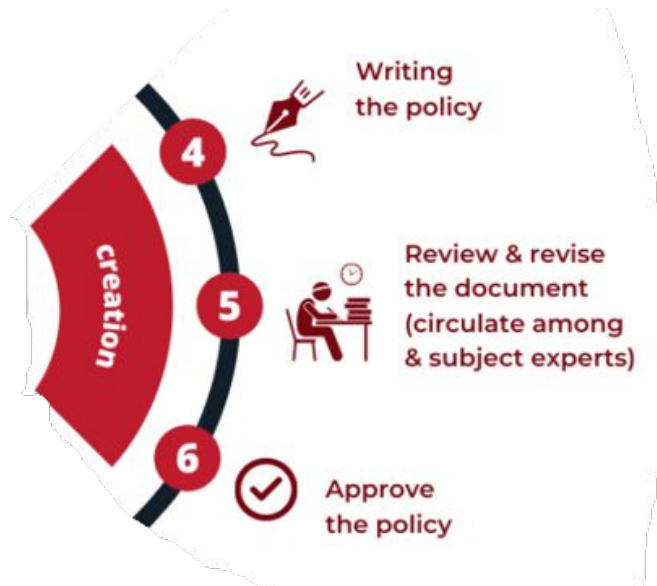 creation
4
Writing
the policy
5
Review & revise
the document
(circulate among
& subject experts)
6
Approve
the policy